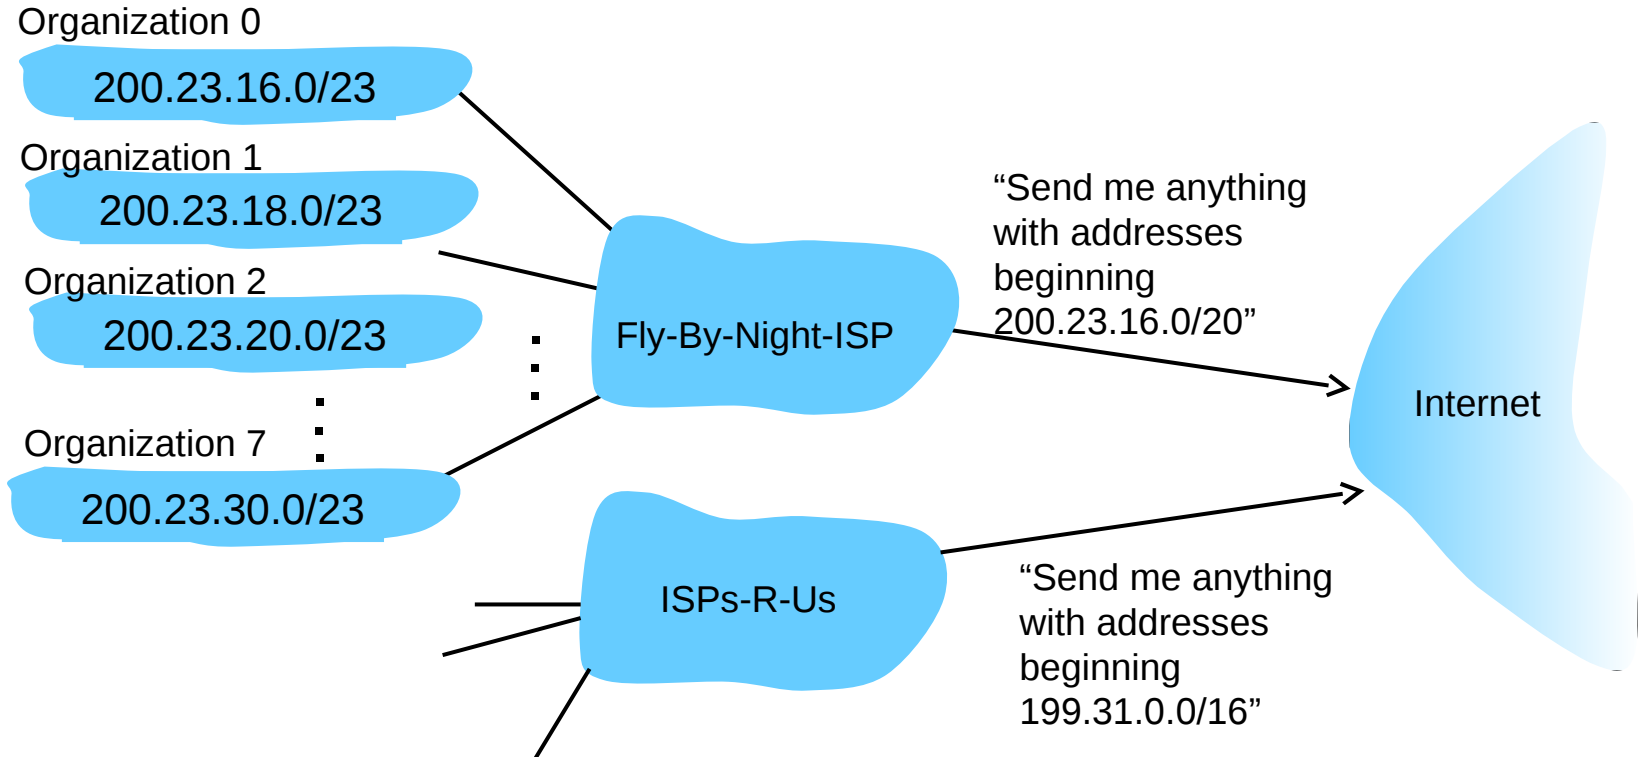 Organization 0
200.23.16.0/23
Organization 1
200.23.18.0/23
Organization 2
200.23.20.0/23
Organization 7
200.23.30.0/23
Fly-By-Night-ISP
“Send me anything
with addresses
beginning
200.23.16.0/20”
Internet
ISPs-R-Us
“Send me anything
with addresses
beginning
199.31.0.0/16”